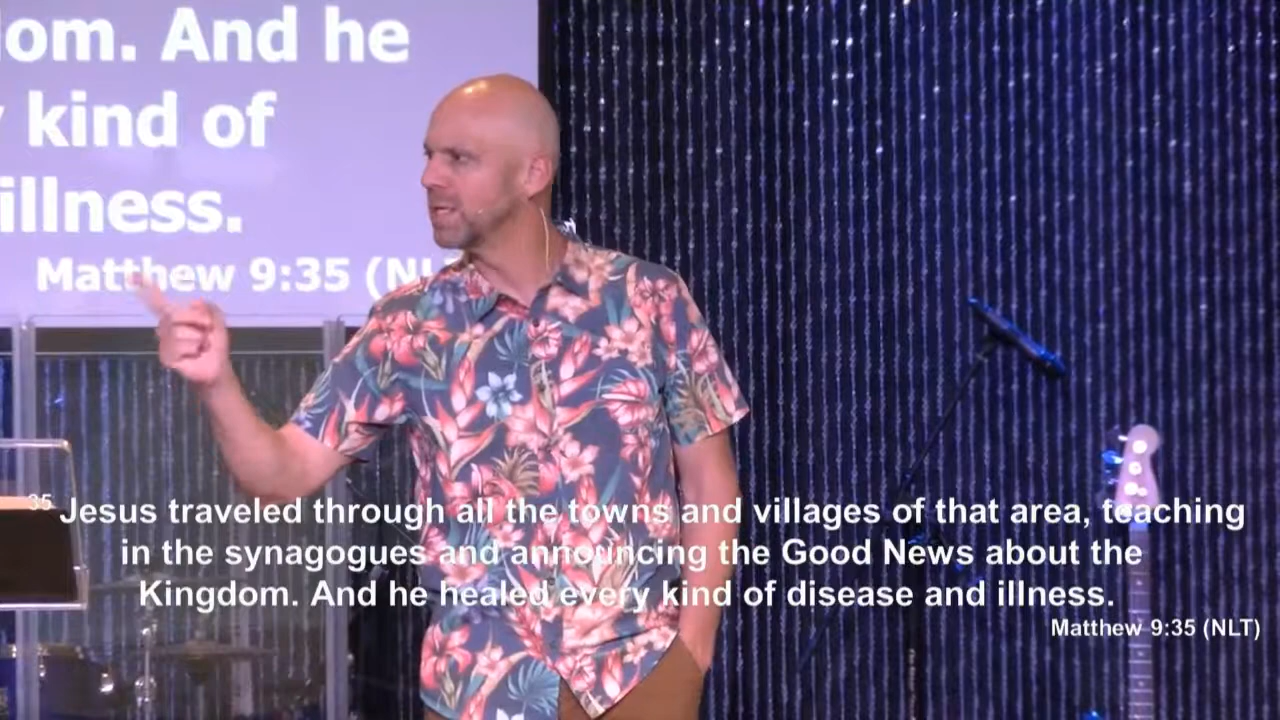 dom. And he
kind of
illness.
Matthew 9:35 (NLT
35 Jesus traveled through all the towns and villages of that area, teaching
in the synagogues and announcing the Good News about the
Kingdom. And he healed every kind of disease and illness.
Matthew 9:35 (NLT)